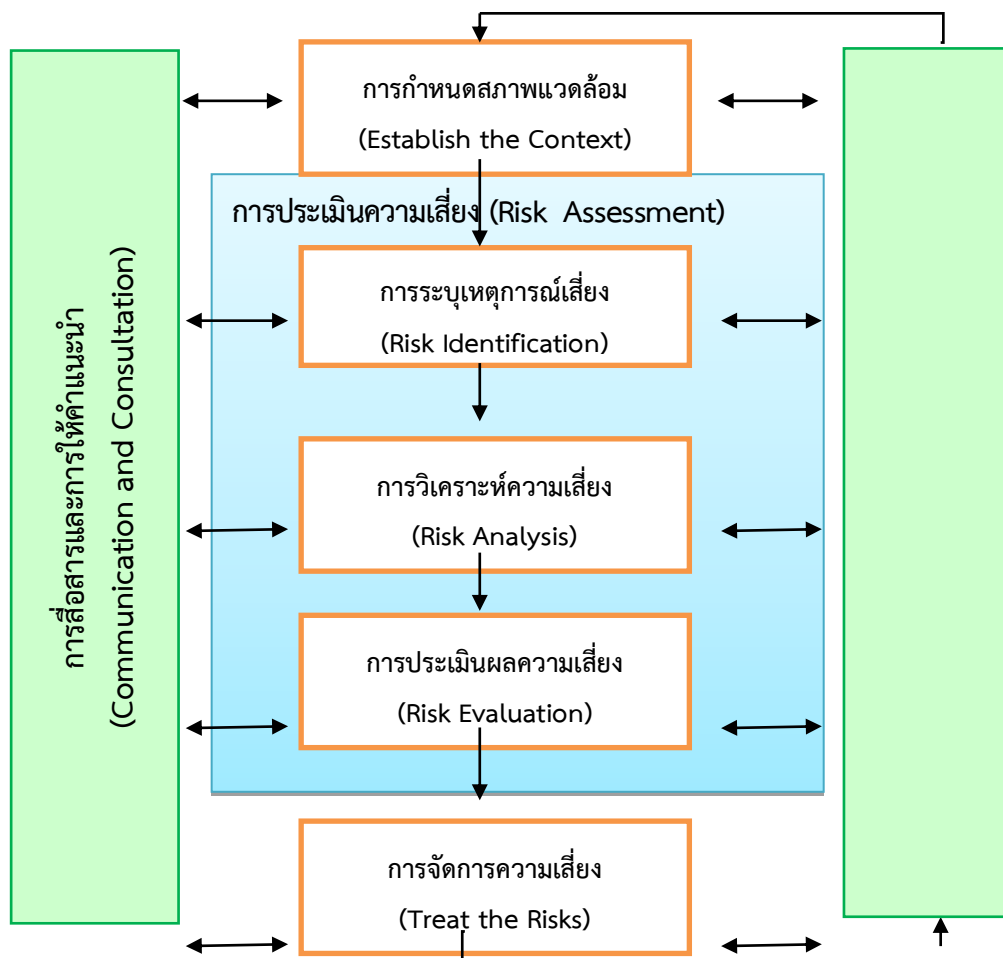 การกำหนดสภาพแวดล้อม
(Establish the Context)
การประเมินความเสี่ยง (Risk Assessment)
การระบุเหตุการณ์เสี่ยง
(Risk Identification)
การวิเคราะห์ความเสี่ยง
(Risk Analysis)
การประเมินผลความเสี่ยง
(Risk Evaluation)
การจัดการความเสี่ยง
(Treat the Risks)
การสื่อสารและการให้คำแนะนำ
(Communication and Consultation)